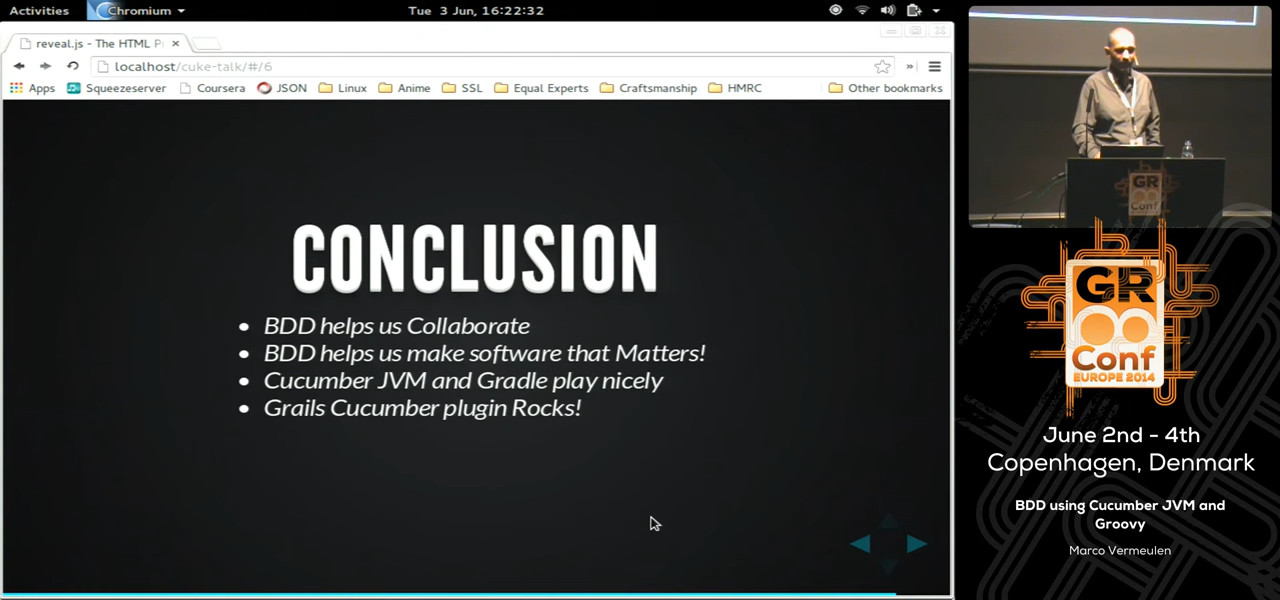 Activities
Chromium
Tue 3 Jun, 16:22:32
reveal.js - The HTML P
localhost/cuke-talk/#/6
Apps
Squeezeserver
Coursera
JSON
Linux
Anime
SSL
Equal Experts
Craftsmanship
HMRC
Other bookmarks
CONCLUSION
BDD helps us Collaborate
BDD helps us make software that Matters!
Cucumber JVM and Gradle play nicely
Grails Cucumber plugin Rocks!
GR
Conf
GR
Conf
EUROPE 2014
June 2nd - 4th
Copenhagen, Denmark
BDD using Cucumber JVM and
Groovy
Marco Vermeulen